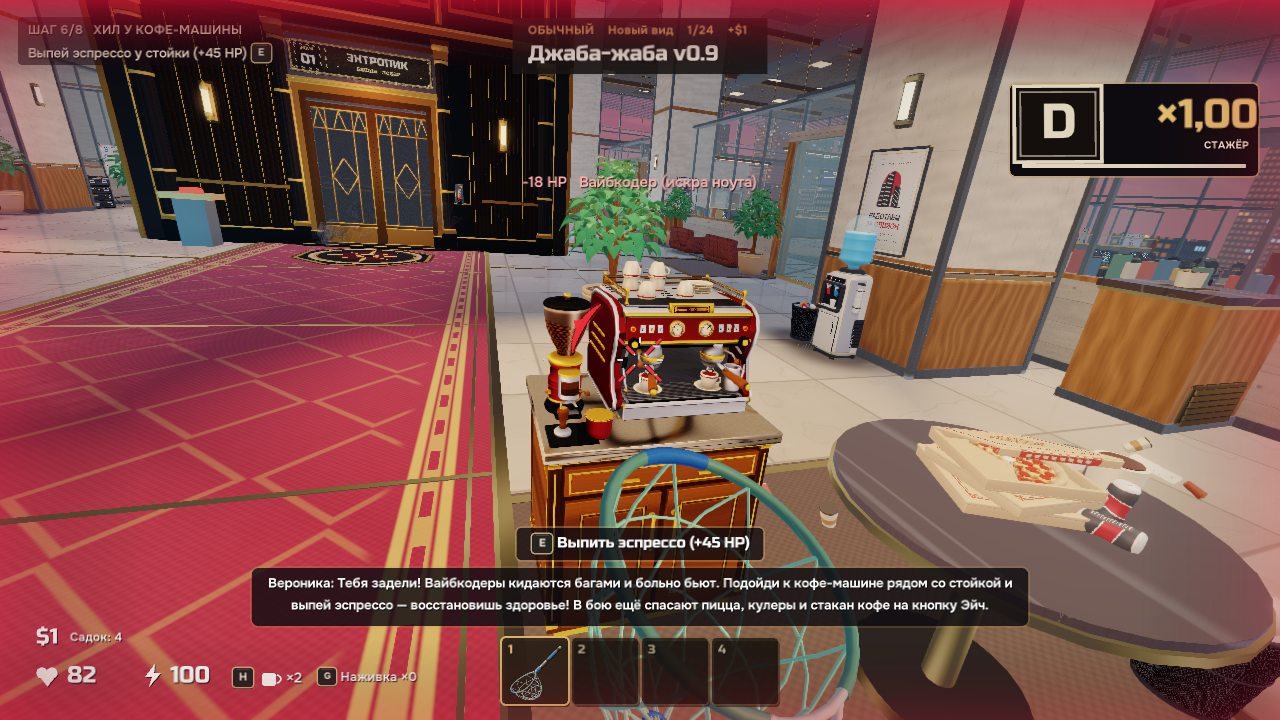 ШАГ 6/8 ХИЛ У КОФЕ-МАШИНЫ
Выпей эспрессо у стойки (+45 HP) E
ОБЫЧНЫЙ Новый вид 1/24 +$1
Джаба-жаба v0.9
01 ЭНТРОПИК
D ×1,00
СТАЖЁР
-18 HP Вайбкодер (искра ноута)
РАБОТАЕМ
E Выпить эспрессо (+45 HP)
Вероника: Тебя задели! Вайбкодеры кидаются багами и больно бьют. Подойди к кофе-машине рядом со стойкой и
выпей эспрессо — восстановишь здоровье! В бою ещё спасают пицца, кулеры и стакан кофе на кнопку Эйч.
$1 Садок: 4
82 100 H ×2 G Наживка ×0
1 2 3 4